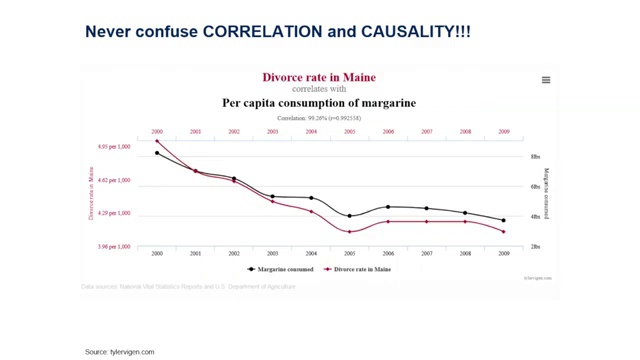 Never confuse CORRELATION and CAUSALITY!!!
Divorce rate in Maine
correlates with
Per capita consumption of margarine
Correlation: 99.26% (r=0.992558)
2000 2001 2002 2003 2004 2005 2006 2007 2008 2009
4.95 per 1,000
4.62 per 1,000
4.29 per 1,000
3.96 per 1,000
Divorce rate in Maine
8lbs
6lbs
4lbs
2lbs
Margarine consumed
2000 2001 2002 2003 2004 2005 2006 2007 2008 2009
Margarine consumed Divorce rate in Maine
tylervigen.com
Data sources: National Vital Statistics Reports and U.S. Department of Agriculture
Source: tylervigen.com